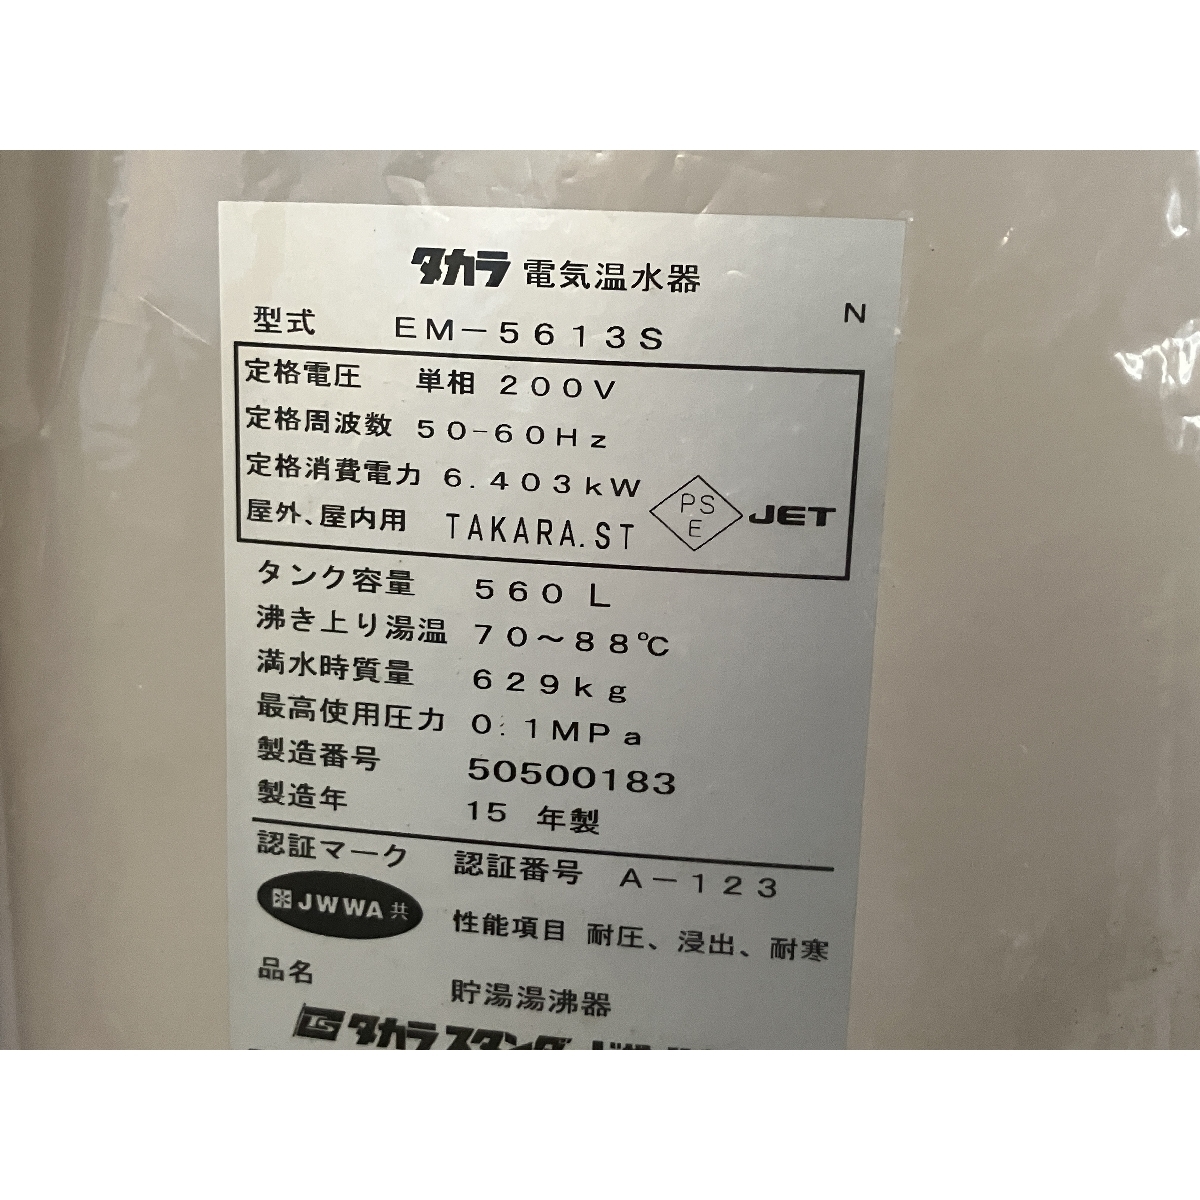 タカラ 電気温水器
N
型式 EM-5613S
定格電圧 単相 200V
定格周波数 50-60Hz
定格消費電力 6.403kW
PS
E
JET
屋外、屋内用 TAKARA.ST
タンク容量 560 L
沸き上り湯温 70～88℃
満水時質量 629kg
最高使用圧力 0.1MPa
製造番号 50500183
製造年 15 年製
認証マーク 認証番号 A-123
JWWA 共
性能項目 耐圧、浸出、耐寒
品名 貯湯湯沸器
TS タカラスタンダード